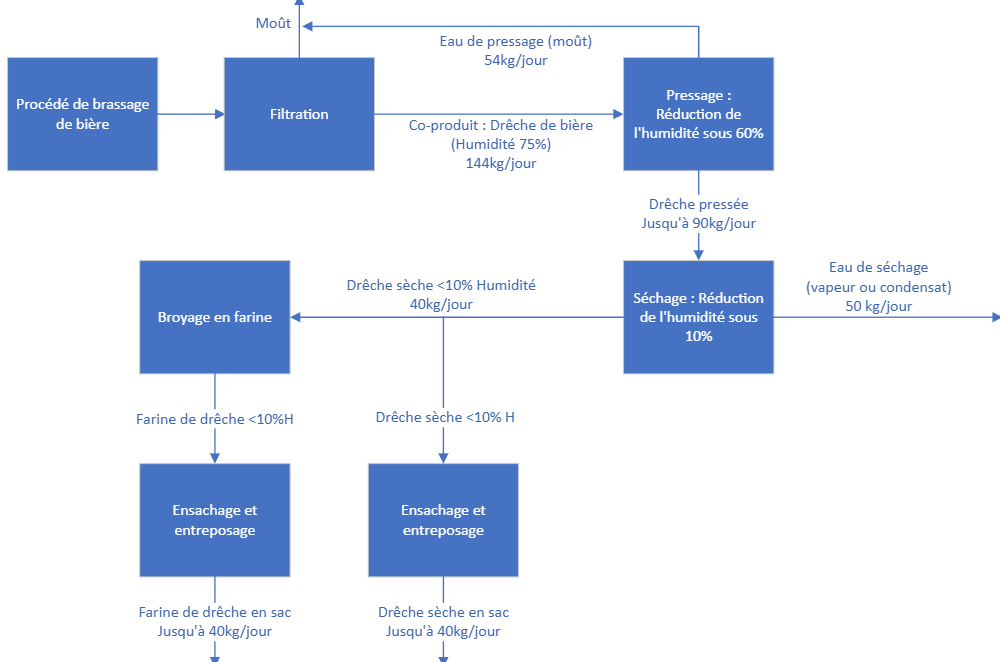 Moût
Eau de pressage (moût)
54kg/jour
Procédé de brassage
de bière
Filtration
Co-produit : Drêche de bière
(Humidité 75%)
144kg/jour
Pressage :
Réduction de
l'humidité sous 60%
Drêche pressée
Jusqu'à 90kg/jour
Séchage : Réduction
de l'humidité sous
10%
Eau de séchage
(vapeur ou condensat)
50 kg/jour
Drêche sèche <10% Humidité
40kg/jour
Broyage en farine
Farine de drêche <10%H
Drêche sèche <10% H
Ensachage et
entreposage
Ensachage et
entreposage
Farine de drêche en sac
Jusqu'à 40kg/jour
Drêche sèche en sac
Jusqu'à 40kg/jour